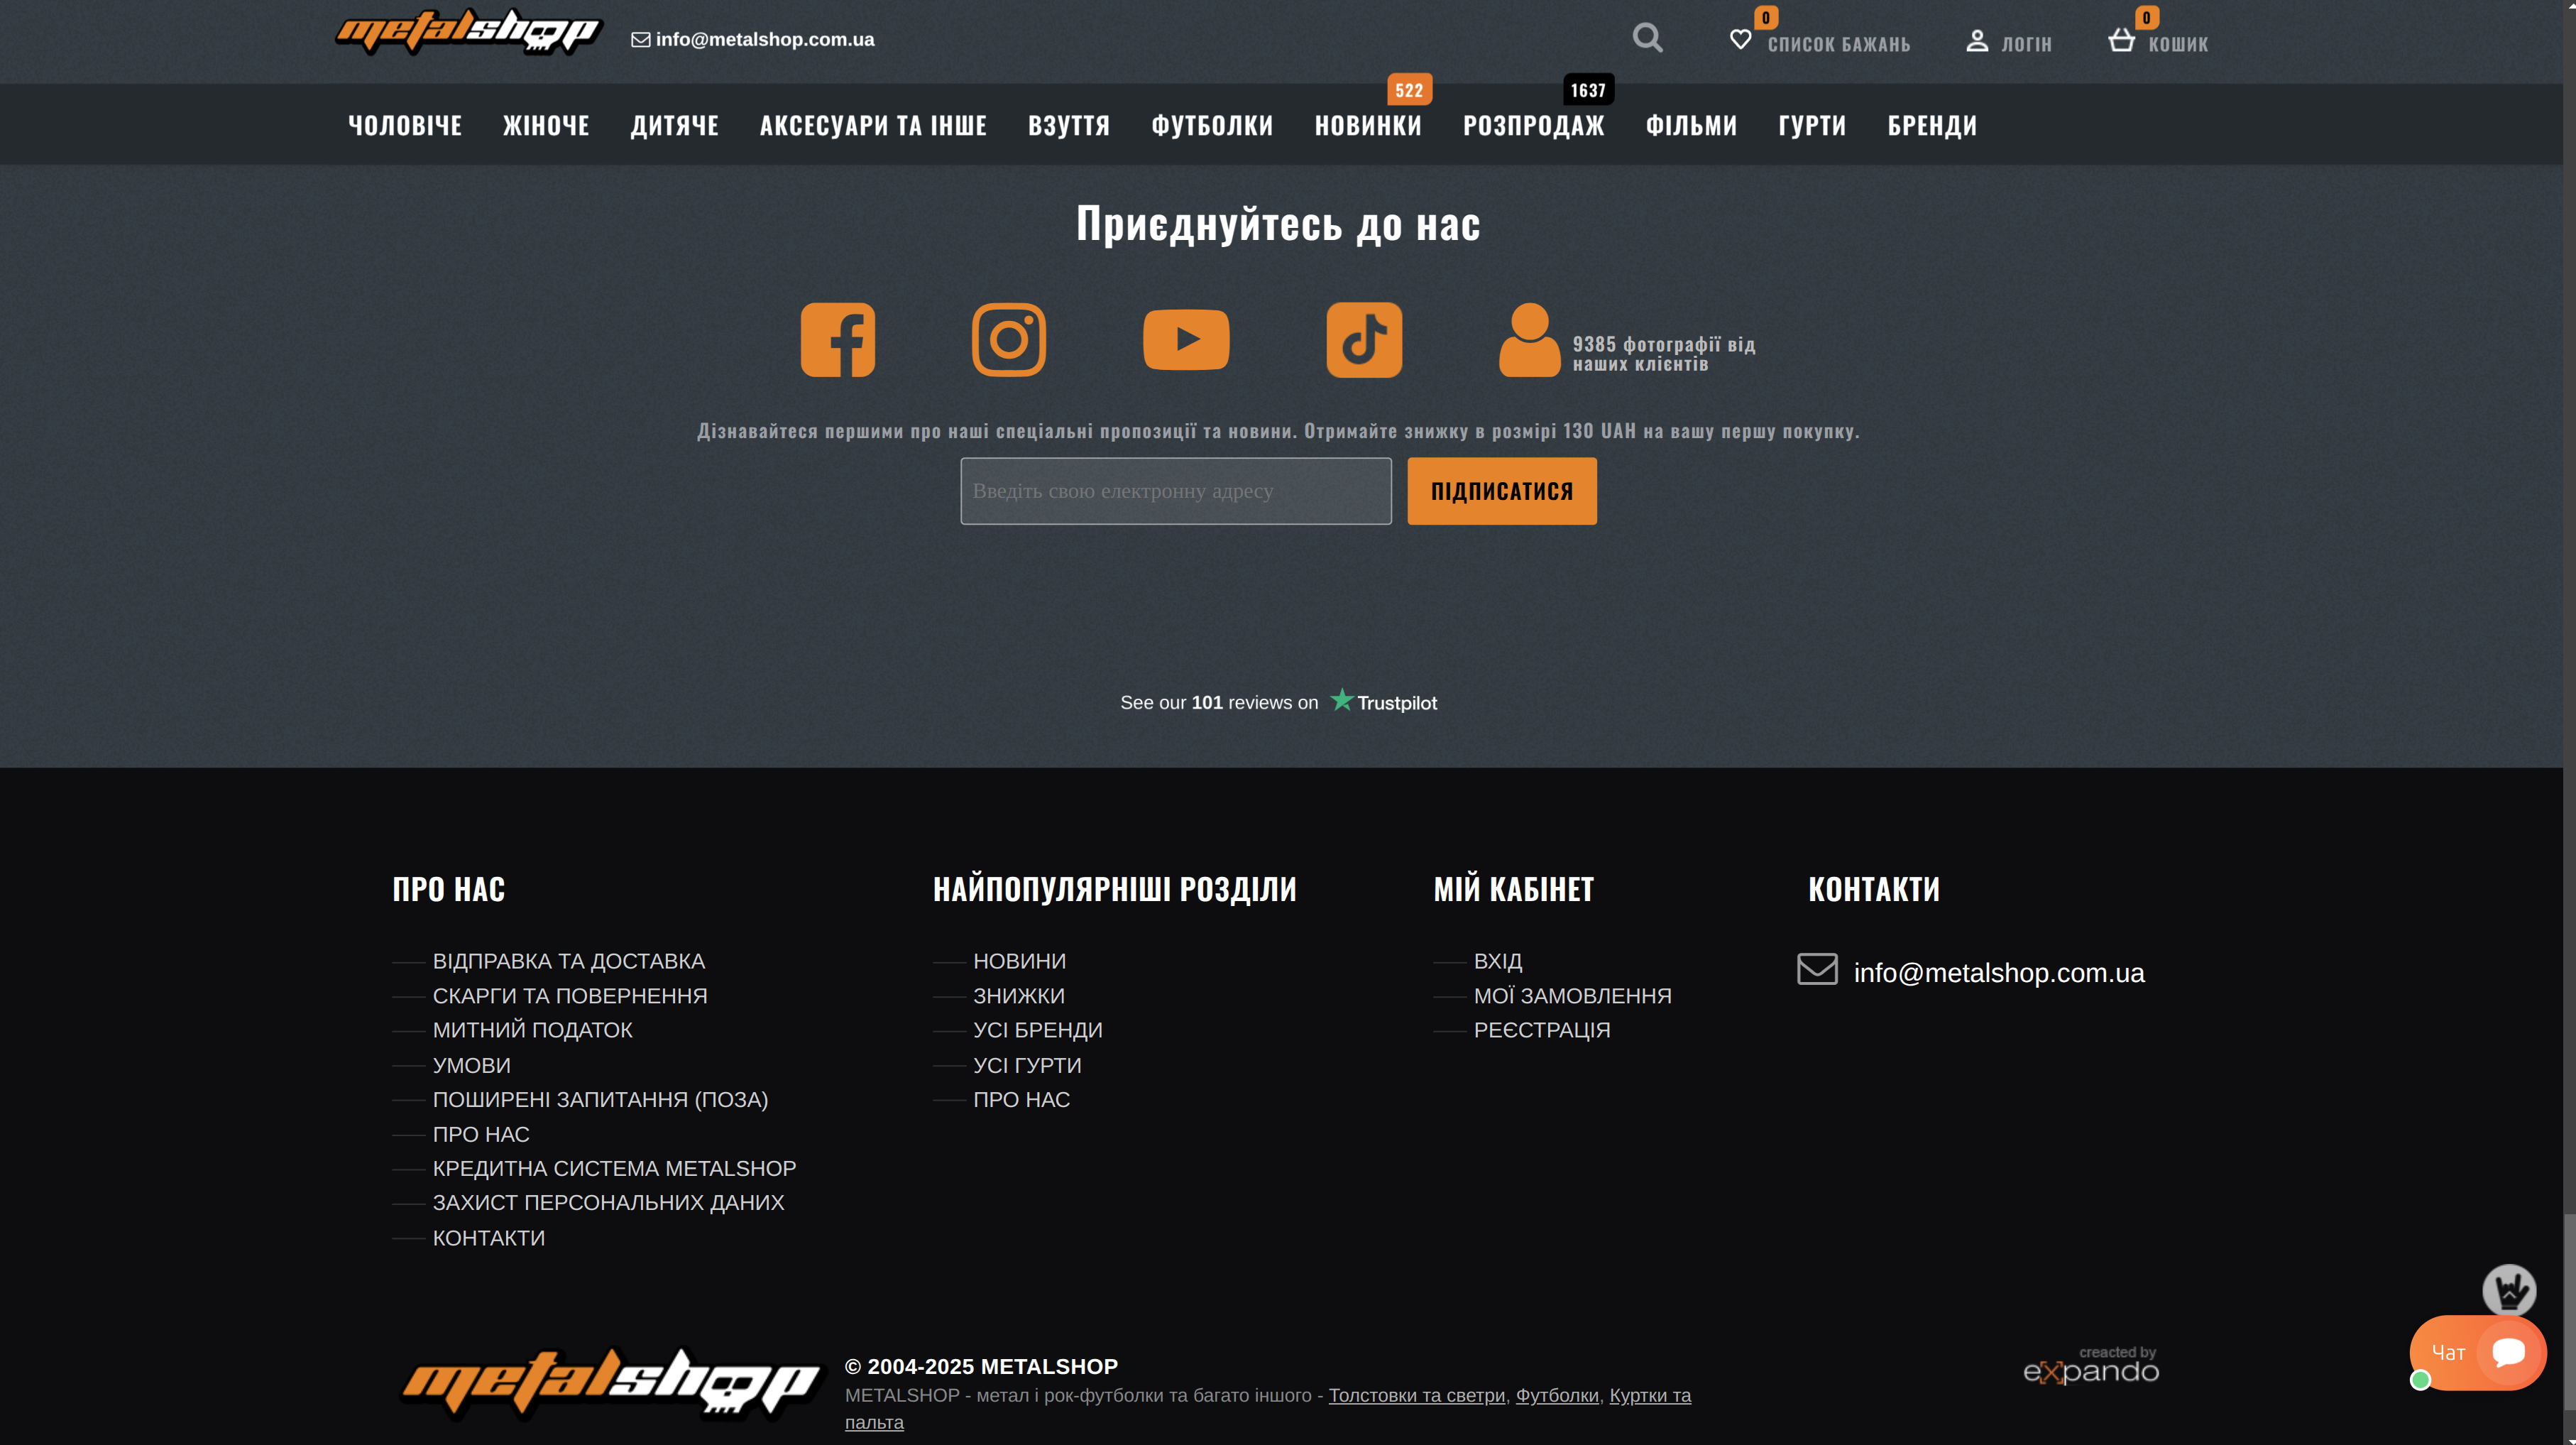 metalshop
info@metalshop.com.ua
0
СПИСОК БАЖАНЬ
ЛОГІН
0
КОШИК
522
1637
ЧОЛОВІЧЕ
ЖІНОЧЕ
ДИТЯЧЕ
АКСЕСУАРИ ТА ІНШЕ
ВЗУТТЯ
ФУТБОЛКИ
НОВИНКИ
РОЗПРОДАЖ
ФІЛЬМИ
ГУРТИ
БРЕНДИ
Приєднуйтесь до нас
9385 фотографії від
наших клієнтів
Дізнавайтеся першими про наші спеціальні пропозиції та новини. Отримайте знижку в розмірі 130 UAH на вашу першу покупку.
Введіть свою електронну адресу
ПІДПИСАТИСЯ
See our 101 reviews on Trustpilot
ПРО НАС
ВІДПРАВКА ТА ДОСТАВКА
СКАРГИ ТА ПОВЕРНЕННЯ
МИТНИЙ ПОДАТОК
УМОВИ
ПОШИРЕНІ ЗАПИТАННЯ (ПОЗА)
ПРО НАС
КРЕДИТНА СИСТЕМА METALSHOP
ЗАХИСТ ПЕРСОНАЛЬНИХ ДАНИХ
КОНТАКТИ
НАЙПОПУЛЯРНІШІ РОЗДІЛИ
НОВИНИ
ЗНИЖКИ
УСІ БРЕНДИ
УСІ ГУРТИ
ПРО НАС
МІЙ КАБІНЕТ
ВХІД
МОЇ ЗАМОВЛЕННЯ
РЕЄСТРАЦІЯ
КОНТАКТИ
info@metalshop.com.ua
metalshop
© 2004-2025 METALSHOP
METALSHOP - метал і рок-футболки та багато іншого - Толстовки та светри, Футболки, Куртки та
пальта
creacted by
expando
Чат